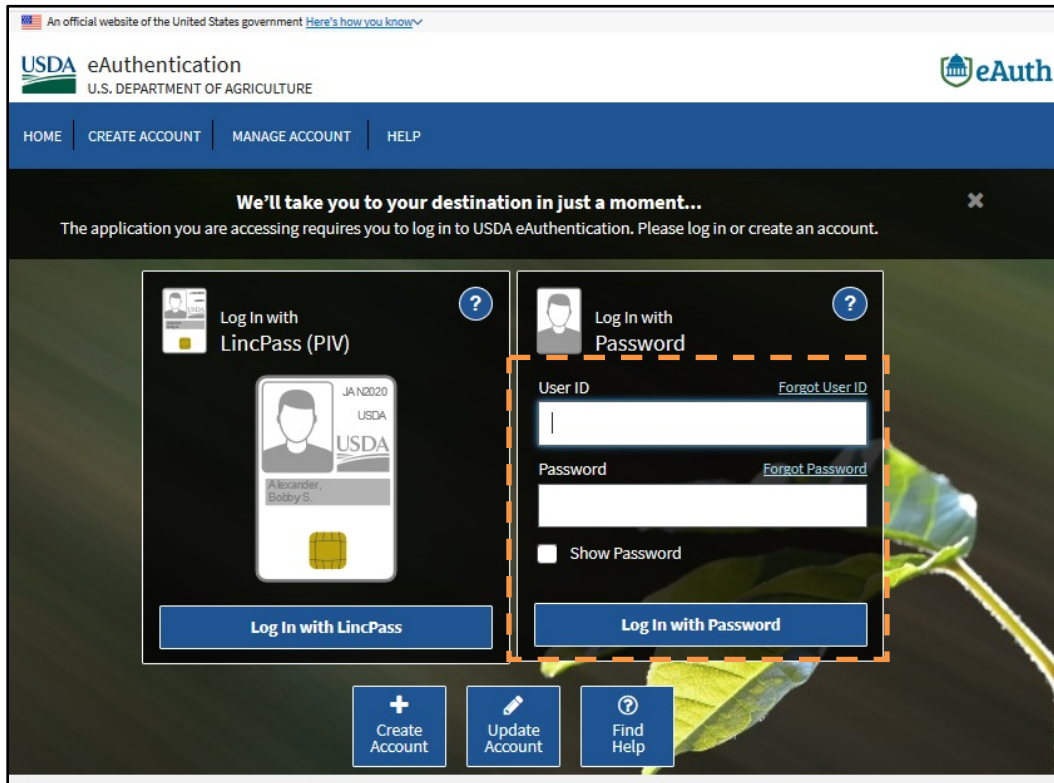 An official website of the United States government Here's how you know
USDA eAuthentication
U.S. DEPARTMENT OF AGRICULTURE
eAuth
HOME CREATE ACCOUNT MANAGE ACCOUNT HELP
We'll take you to your destination in just a moment...
The application you are accessing requires you to log in to USDA eAuthentication. Please log in or create an account.
Log In with
LincPass (PIV)
?
JAN2020
USDA
USDA
Alexander,
Bobby S.
Log In with LincPass
Log In with
Password
?
User ID Forgot User ID
Password Forgot Password
Show Password
Log In with Password
Create
Account
Update
Account
Find
Help